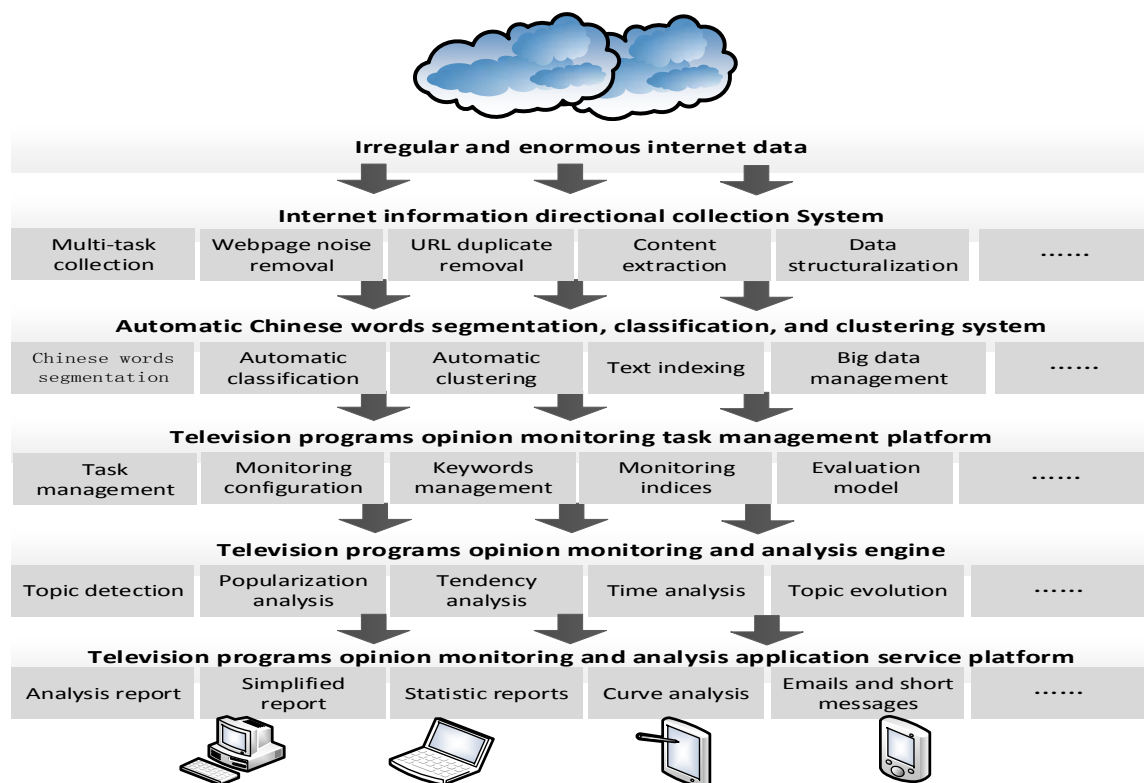 Irregular and enormous internet data
Internet information directional collection System
Multi-task
collection
Webpage noise
removal
URL duplicate
removal
Content
extraction
Data
structuralization
······
Automatic Chinese words segmentation, classification, and clustering system
Chinese words
segmentation
Automatic
classification
Automatic
clustering
Text indexing
Big data
management
······
Television programs opinion monitoring task management platform
Task
management
Monitoring
configuration
Keywords
management
Monitoring
indices
Evaluation
model
······
Television programs opinion monitoring and analysis engine
Topic detection
Popularization
analysis
Tendency
analysis
Time analysis
Topic evolution
······
Television programs opinion monitoring and analysis application service platform
Analysis report
Simplified
report
Statistic reports
Curve analysis
Emails and short
messages
······